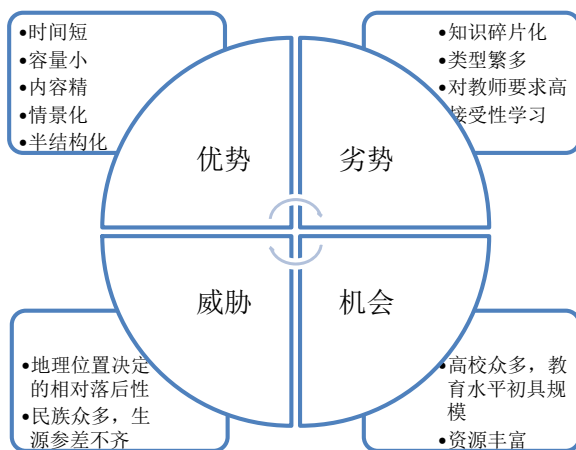 •时间短
•容量小
•内容精
•情景化
•半结构化
•知识碎片化
•类型繁多
•对教师要求高
接受性学习
优势
劣势
威胁
机会
•地理位置决定
的相对落后性
•民族众多，生
源参差不齐
•高校众多，教
育水平初具规
模
•资源丰富